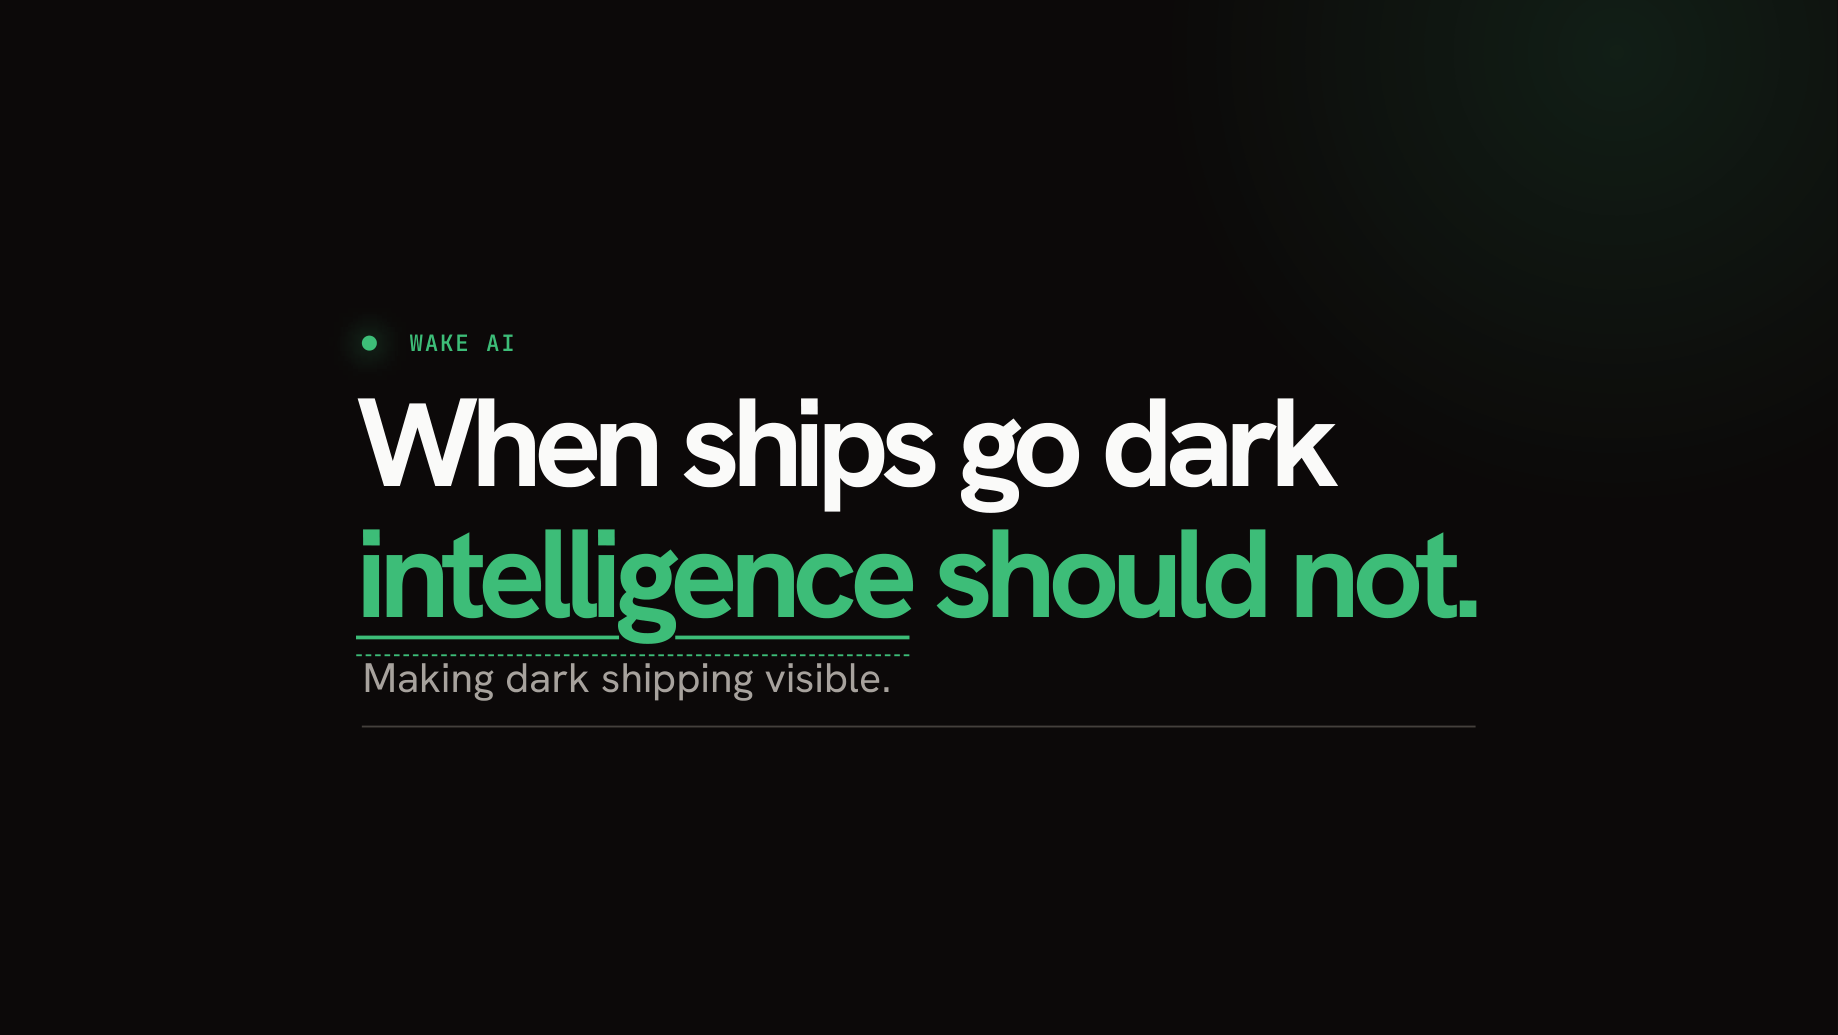 WAKE AI
When ships go dark
intelligence should not.
Making dark shipping visible.